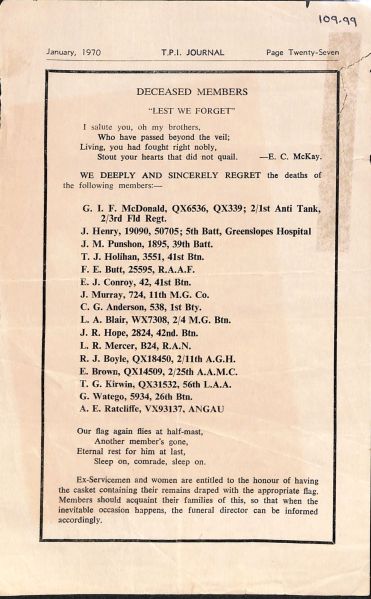 109.99
January, 1970 T.P.I. JOURNAL Page Twenty-Seven
DECEASED MEMBERS
"LEST WE FORGET"
I salute you, oh my brothers,
Who have passed beyond the veil;
Living, you had fought right nobly,
Stout your hearts that did not quail. —E. C. McKay.
WE DEEPLY AND SINCERELY REGRET the deaths of
the following members:—
G. I. F. McDonald, QX6536, QX339; 2/1st Anti Tank,
2/3rd Fld Regt.
J. Henry, 19090, 50705; 5th Batt, Greenslopes Hospital
J. M. Punshon, 1895, 39th Batt.
T. J. Holihan, 3551, 41st Btn.
F. E. Butt, 25595, R.A.A.F.
E. J. Conroy, 42, 41st Btn.
J. Murray, 724, 11th M.G. Co.
C. G. Anderson, 538, 1st Bty.
L. A. Blair, WX7308, 2/4 M.G. Btn.
J. R. Hope, 2824, 42nd. Btn.
L. R. Mercer, B24, R.A.N.
R. J. Boyle, QX18450, 2/11th A.G.H.
E. Brown, QX14509, 2/25th A.A.M.C.
T. G. Kirwin, QX31532, 56th L.A.A.
G. Watego, 5934, 26th Btn.
A. E. Ratcliffe, VX93137, ANGAU
Our flag again flies at half-mast,
Another member's gone,
Eternal rest for him at last,
Sleep on, comrade, sleep on.
Ex-Servicemen and women are entitled to the honour of having
the casket containing their remains draped with the appropriate flag.
Members should acquaint their families of this, so that when the
inevitable occasion happens, the funeral director can be informed
accordingly.